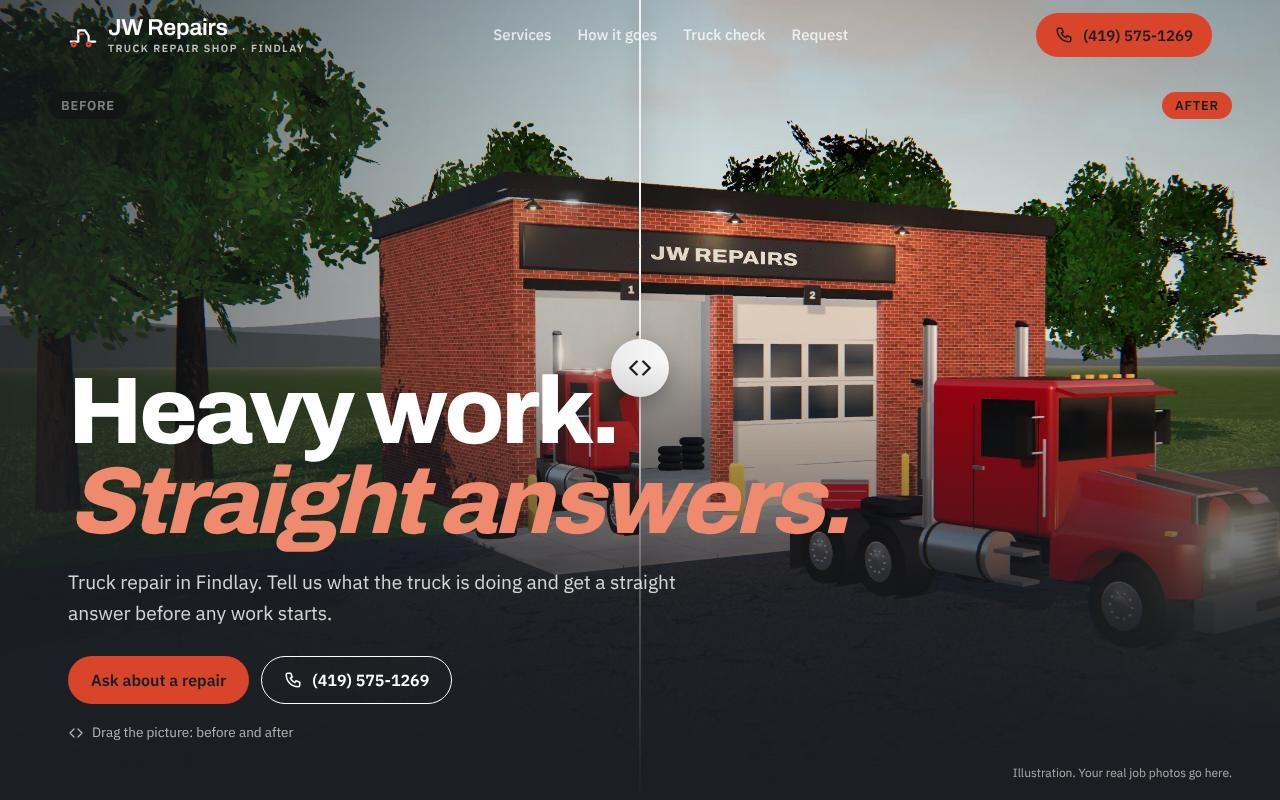 JW Repairs
TRUCK REPAIR SHOP · FINDLAY
Services How it goes Truck check Request
(419) 575-1269
BEFORE
AFTER
JW REPAIRS
1
2
Heavy work.
Straight answers.
Truck repair in Findlay. Tell us what the truck is doing and get a straight
answer before any work starts.
Ask about a repair
(419) 575-1269
Drag the picture: before and after
Illustration. Your real job photos go here.